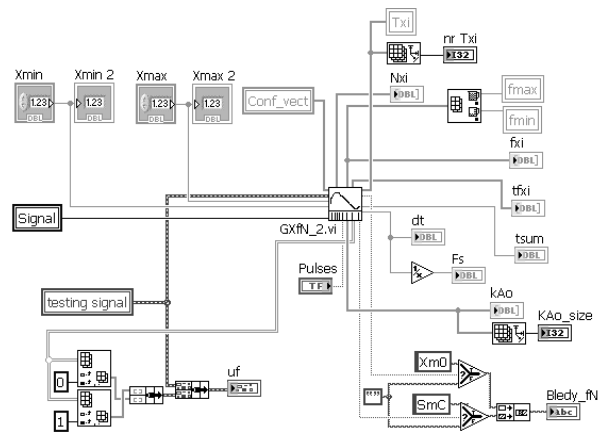 Txi
nr Txi
I32
Xmin
Xmin 2
Xmax
Xmax 2
1.23
1.23
1.23
1.23
DBL
DBL
DBL
DBL
Conf_vect
Nxi
DBL]
fmax
fmin
fxi
DBL]
tfxi
DBL]
Signal
GXfN_2.vi
dt
DBL
tsum
DBL
Pulses
TF
1/x
Fs
DBL
testing signal
kAo
DBL]
KAo_size
I32
0
1
uf
Xm0
""
SmC
?
?
Bledy_fN
abc